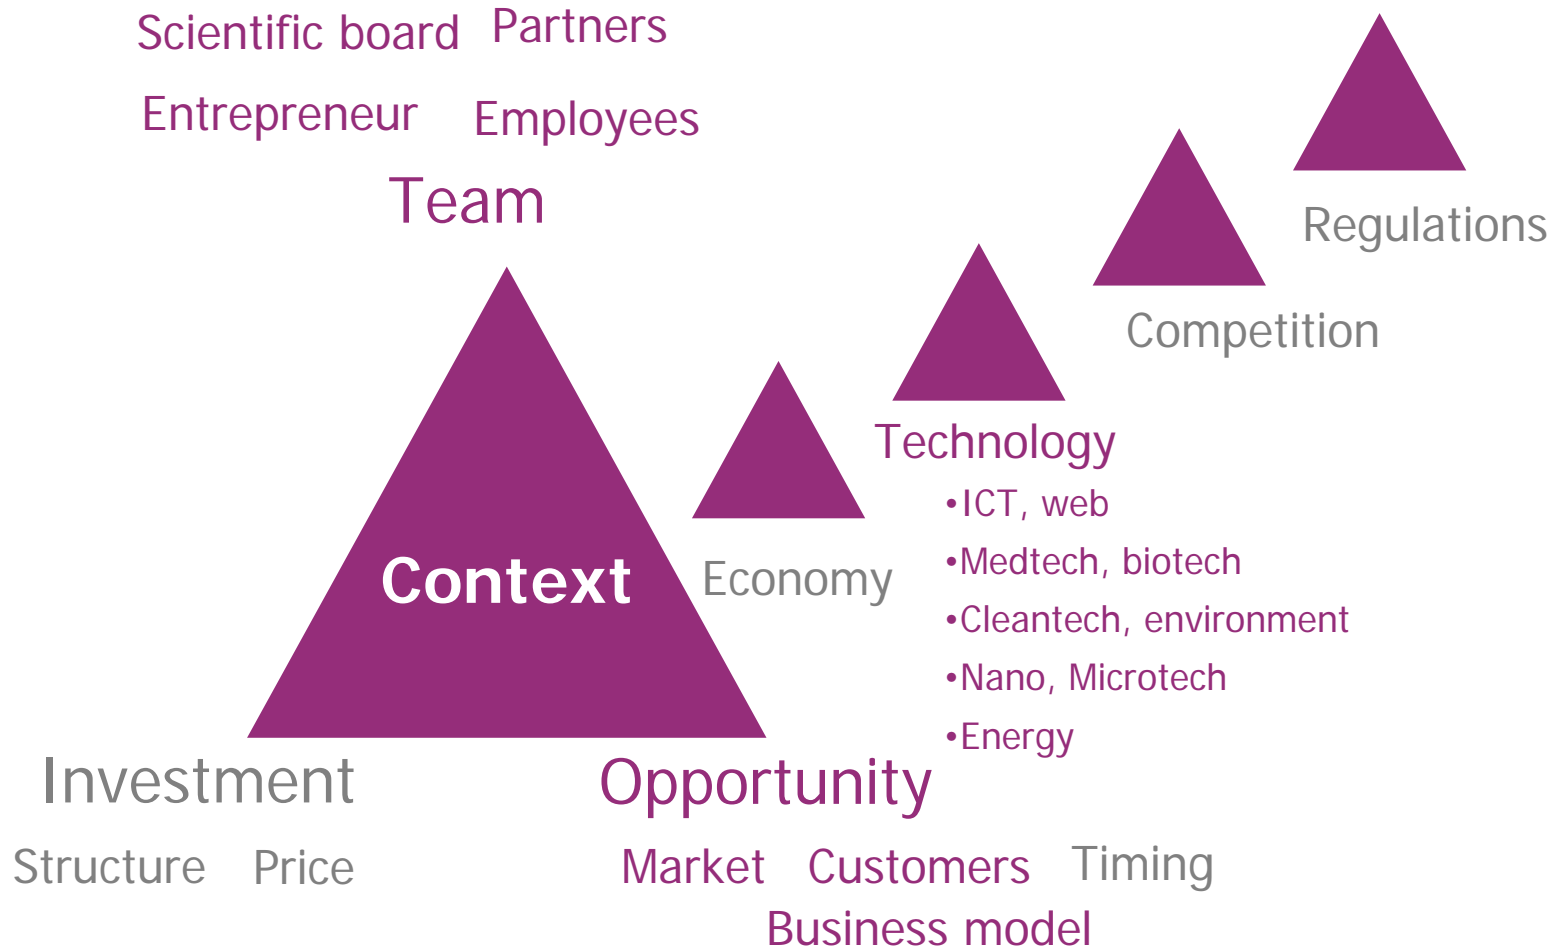 Scientific board Partners
Entrepreneur Employees
Team
Regulations
Competition
Technology
•ICT, web
•Medtech, biotech
•Cleantech, environment
•Nano, Microtech
•Energy
Context
Economy
Investment
Structure Price
Opportunity
Market Customers Timing
Business model